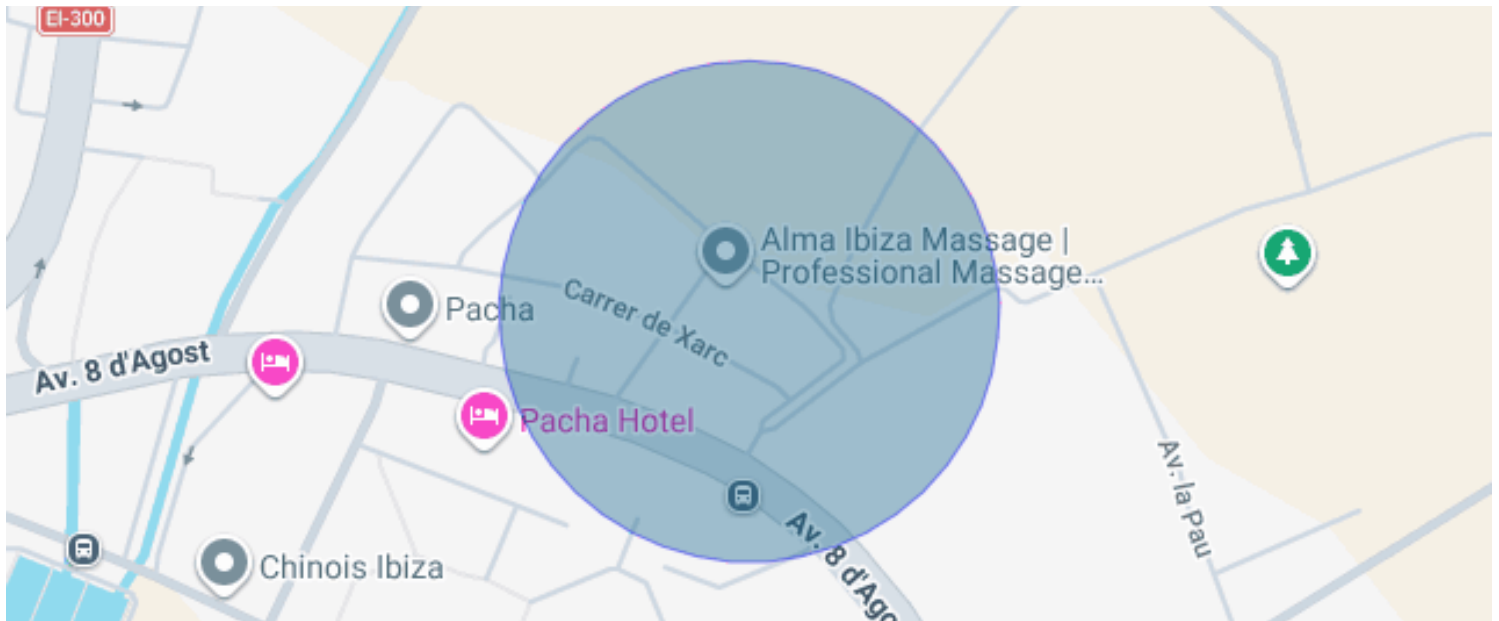 EI-300
Alma Ibiza Massage |
Professional Massage...
Carrer de Xarc
Pacha
Av. 8 d'Agost
Pacha Hotel
Av. la Pau
Av. 8 d'Ago
Chinois Ibiza